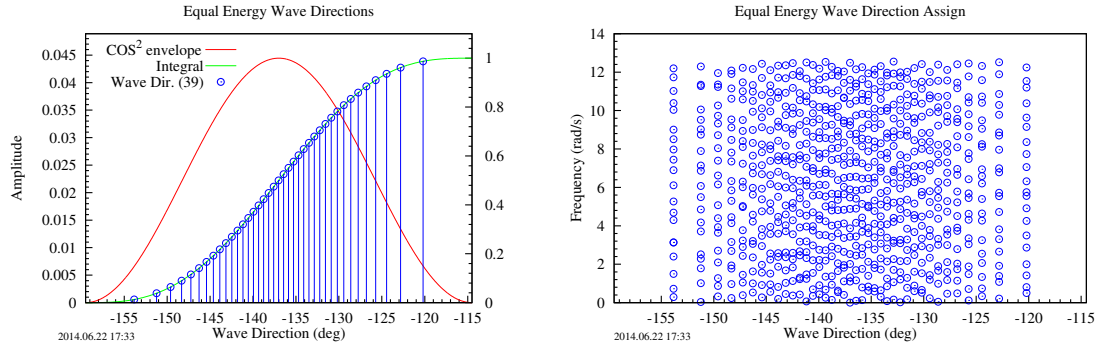 Equal Energy Wave Directions
COS² envelope
Integral
Wave Dir. (39)
Amplitude
0.045
0.04
0.035
0.03
0.025
0.02
0.015
0.01
0.005
0
1
0.8
0.6
0.4
0.2
0
-155 -150 -145 -140 -135 -130 -125 -120 -115
Wave Direction (deg)
2014.06.22 17:33
Equal Energy Wave Direction Assign
Frequency (rad/s)
14
12
10
8
6
4
2
0
-155 -150 -145 -140 -135 -130 -125 -120 -115
Wave Direction (deg)
2014.06.22 17:33